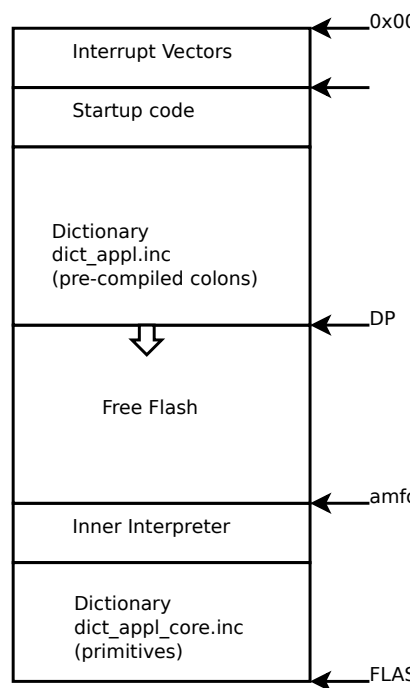 0x00
Interrupt Vectors
Startup code
Dictionary
dict_appl.inc
(pre-compiled colons)
DP
Free Flash
Inner Interpreter
Dictionary
dict_appl_core.inc
(primitives)